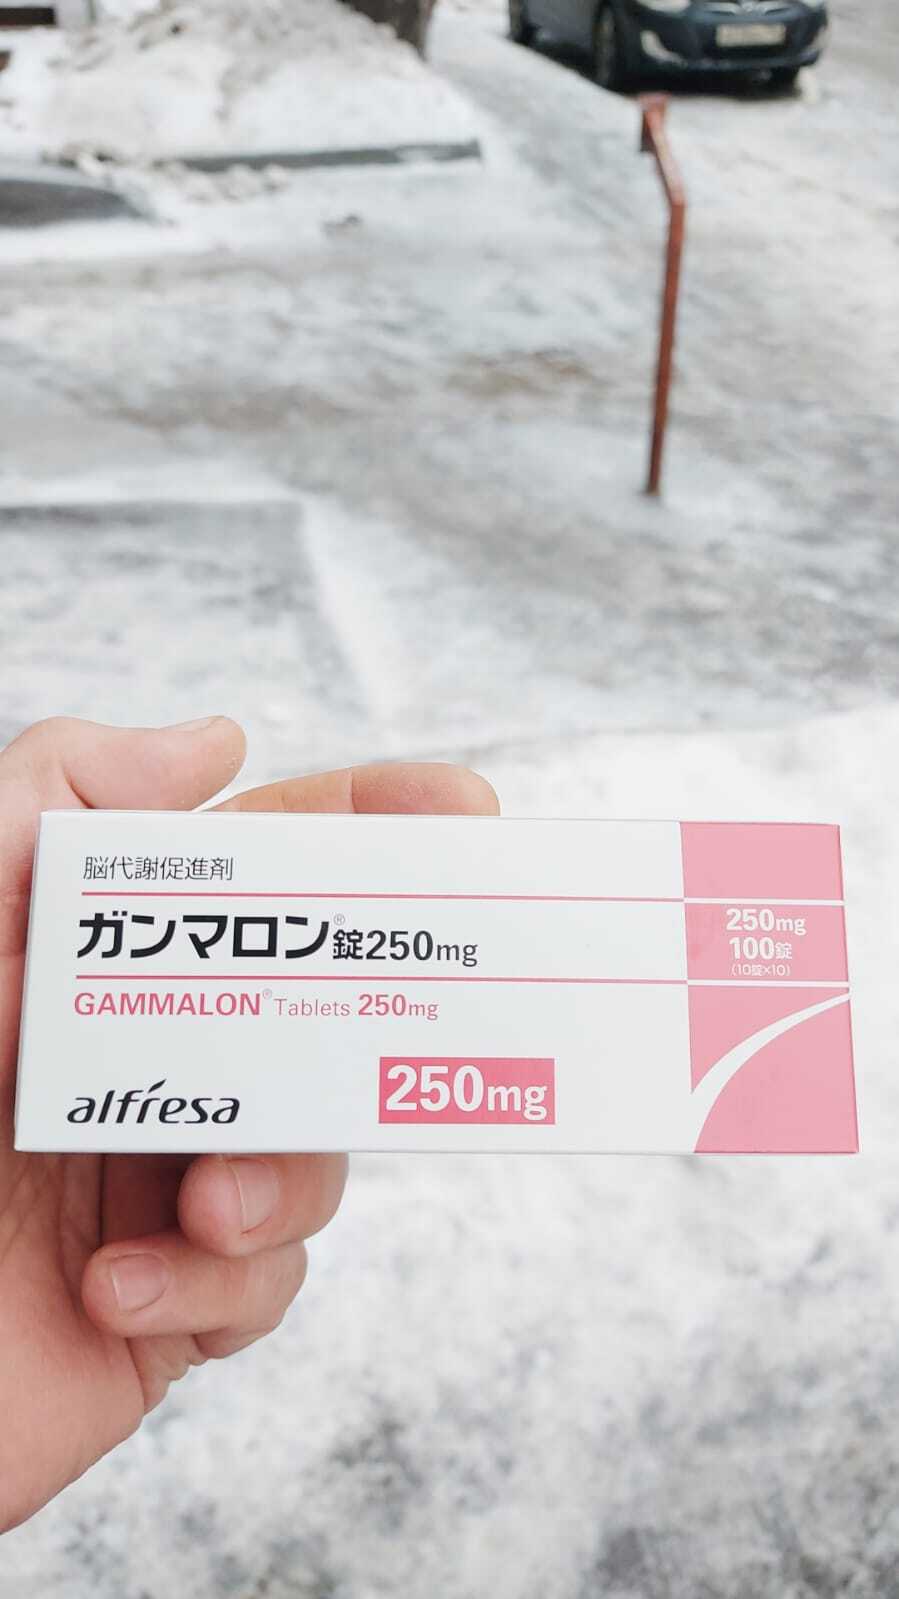 脳代謝促進剤
ガンマロン®錠250mg
GAMMALON® Tablets 250mg
250mg
alfresa
250mg
100錠
(10錠×10)